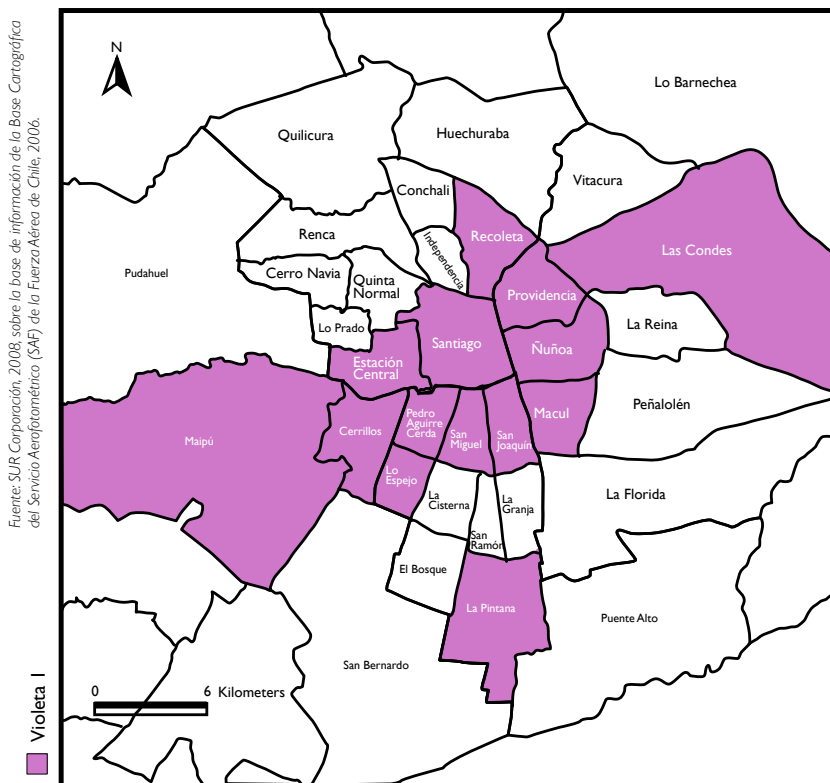 Fuente: SUR Corporación, 2008, sobre la base de información de la Base Cartográfica
del Servicio Aerofotométrico (SAF) de la Fuerza Aérea de Chile, 2006.
Violeta 1
N
Lo Barnechea
Quilicura
Huechuraba
Vitacura
Conchali
Recoleta
Renca
Independencia
Las Condes
Pudahuel
Cerro Navia
Quinta
Normal
Providencia
Lo Prado
La Reina
Santiago
Ñuñoa
Estación
Central
Peñalolén
Maipú
Cerrillos
Pedro
Aguirre
Cerda
San
Miguel
San
Joaquín
Macul
Lo
Espejo
La
Cisterna
La
Granja
La Florida
San
Ramón
El Bosque
La Pintana
Puente Alto
San Bernardo
0 6 Kilometers